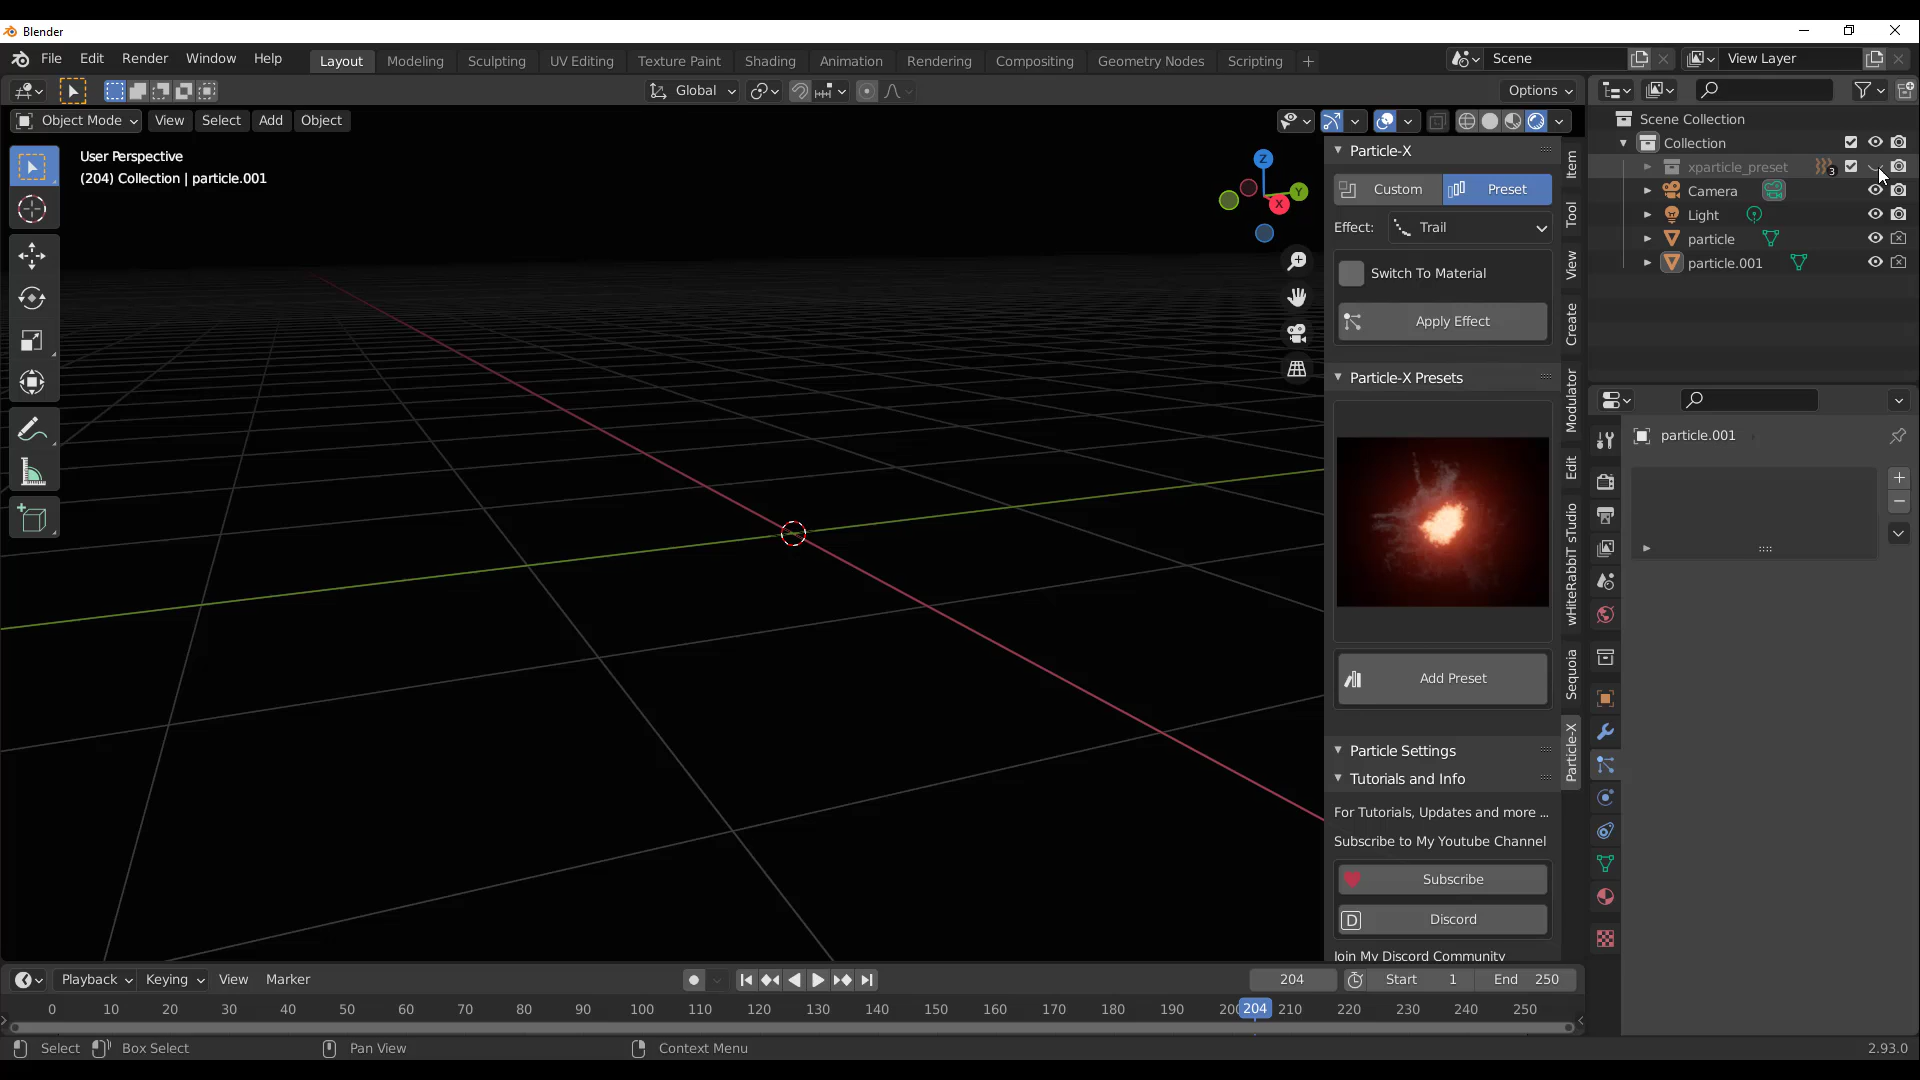 Blender
File Edit Render Window Help
Layout Modeling Sculpting UV Editing Texture Paint Shading Animation Rendering Compositing Geometry Nodes Scripting +
Scene
View Layer
Global
Options
Object Mode View Select Add Object
User Perspective
(204) Collection | particle.001
Z
Y
X
Particle-X
Custom Preset
Effect: Trail
Switch To Material
Apply Effect
Particle-X Presets
Add Preset
Particle Settings
Tutorials and Info
For Tutorials, Updates and more ...
Subscribe to My Youtube Channel
Subscribe
D Discord
Join My Discord Community
Item
Tool
View
Create
Modulator
Edit
wHiteRabbiT sTudio
Sequoia
Particle-X
Scene Collection
Collection
xparticle_preset 3
Camera
Light
particle
particle.001
particle.001
Playback Keying View Marker
204 Start 1 End 250
0 10 20 30 40 50 60 70 80 90 100 110 120 130 140 150 160 170 180 190 200 204 210 220 230 240 250
Select Box Select Pan View Context Menu 2.93.0